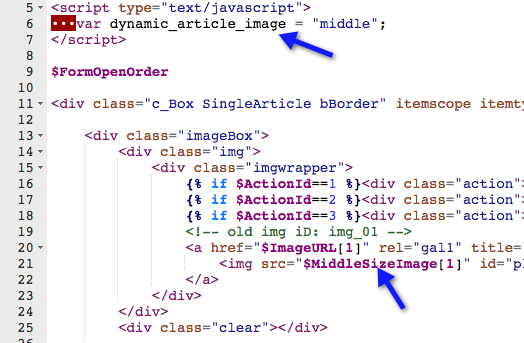 5 <script type="text/javascript">
6 •••var dynamic_article_image = "middle";
7 </script>
8
9 $FormOpenOrder
10
11 <div class="c_Box SingleArticle bBorder" itemscope itemty
12
13 <div class="imageBox">
14 <div class="img">
15 <div class="imgwrapper">
16 {% if $ActionId==1 %}<div class="action">
17 {% if $ActionId==2 %}<div class="action">
18 {% if $ActionId==3 %}<div class="action">
19 <!-- old img iD: img_01 -->
20 <a href="$ImageURL[1]" rel="gal1" title=
21 <img src="$MiddleSizeImage[1]" id="pl
22 </a>
23 </div>
24 </div>
25 <div class="clear"></div>